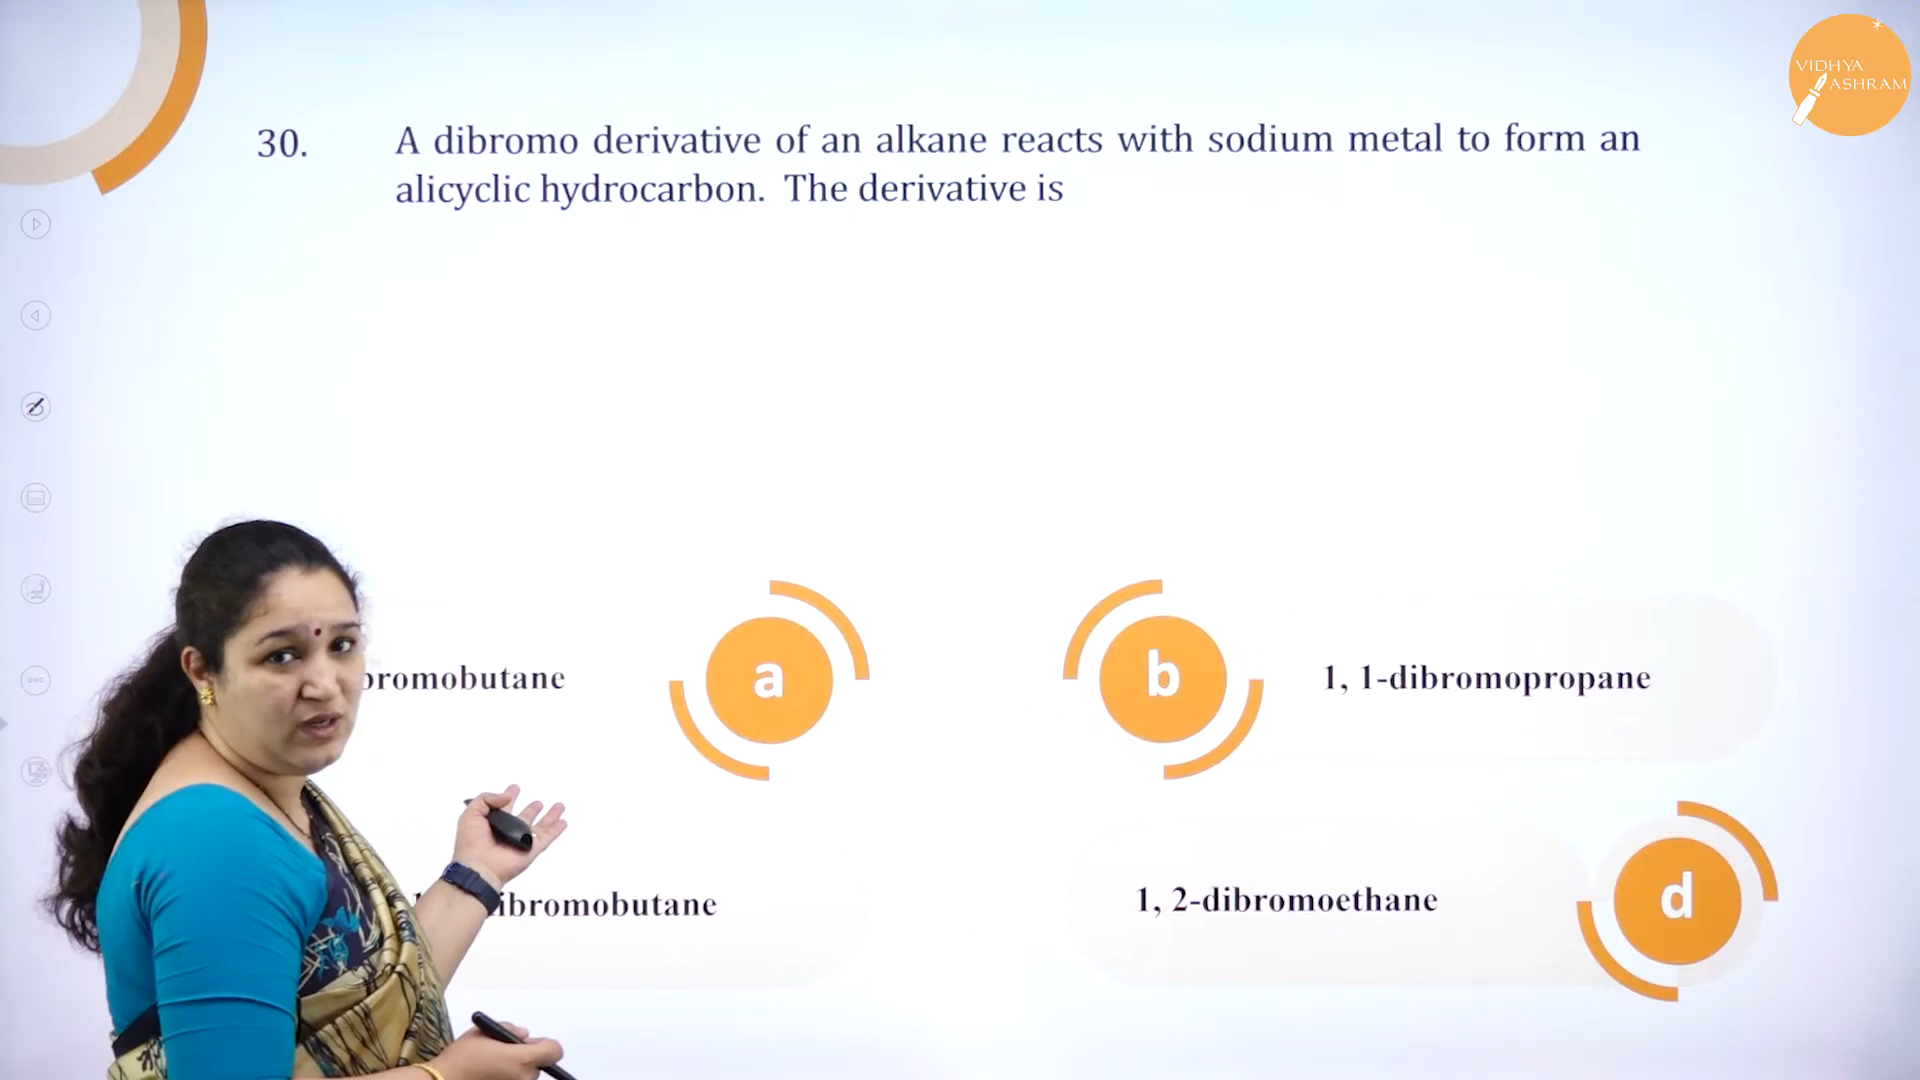 VIDHYA
ASHRAM
30. A dibromo derivative of an alkane reacts with sodium metal to form an
alicyclic hydrocarbon. The derivative is
bromobutane a b 1, 1-dibromopropane
ibromobutane 1, 2-dibromoethane d